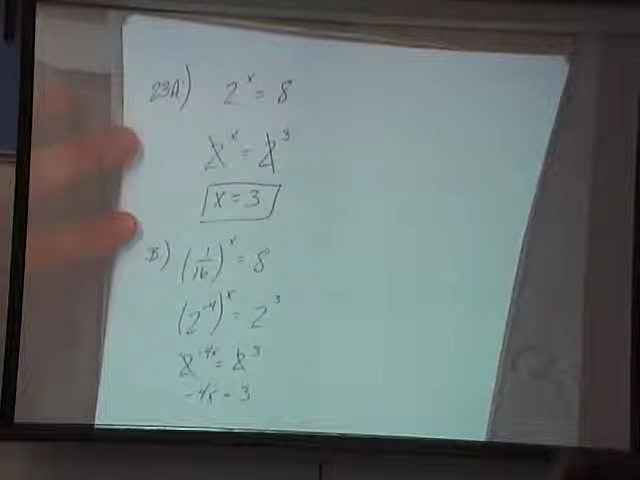 23A.) 2^x = 8
2^x = 2^3
x = 3
B.) (1/16)^x = 8
(2^-4)^x = 2^3
2^-4x = 2^3
-4x = 3